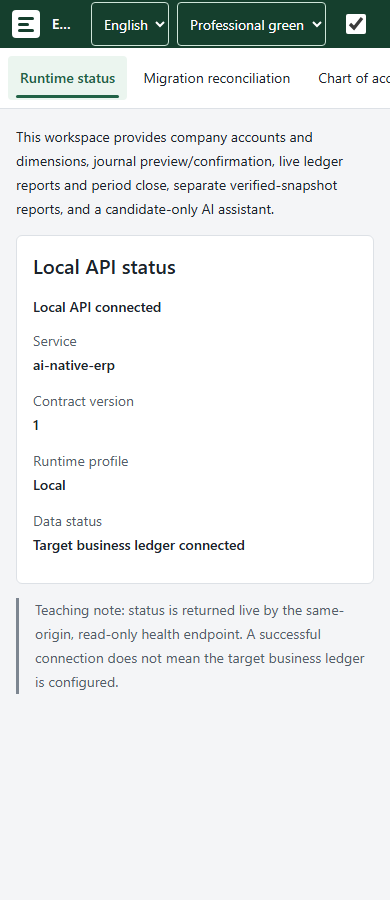 E...
English
Professional green
Runtime status
Migration reconciliation
Chart of acc
This workspace provides company accounts and
dimensions, journal preview/confirmation, live ledger
reports and period close, separate verified-snapshot
reports, and a candidate-only AI assistant.
Local API status
Local API connected
Service
ai-native-erp
Contract version
1
Runtime profile
Local
Data status
Target business ledger connected
Teaching note: status is returned live by the same-
origin, read-only health endpoint. A successful
connection does not mean the target business ledger
is configured.